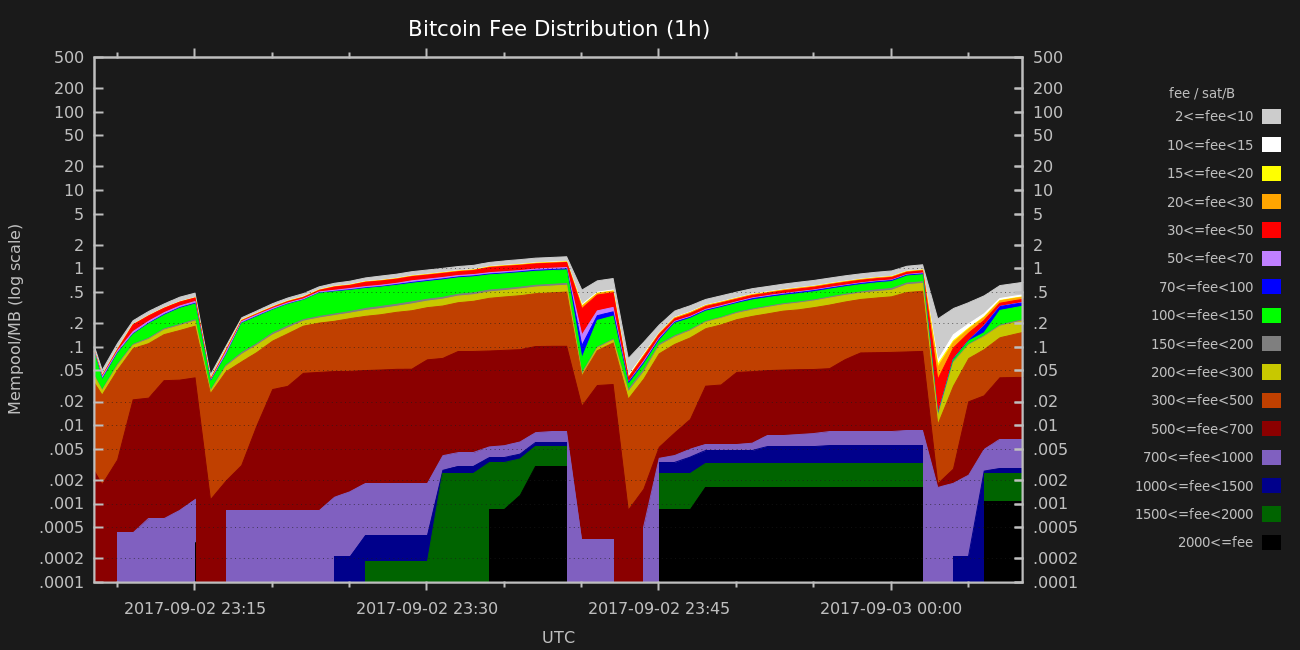 Bitcoin Fee Distribution (1h)
500
200
100
50
20
10
5
2
1
.5
.2
.1
.05
.02
.01
.005
.002
.001
.0005
.0002
.0001
Mempool/MB (log scale)
500
200
100
50
20
10
5
2
1
.5
.2
.1
.05
.02
.01
.005
.002
.001
.0005
.0002
.0001
2017-09-02 23:15
2017-09-02 23:30
2017-09-02 23:45
2017-09-03 00:00
UTC
fee / sat/B
2<=fee<10
10<=fee<15
15<=fee<20
20<=fee<30
30<=fee<50
50<=fee<70
70<=fee<100
100<=fee<150
150<=fee<200
200<=fee<300
300<=fee<500
500<=fee<700
700<=fee<1000
1000<=fee<1500
1500<=fee<2000
2000<=fee